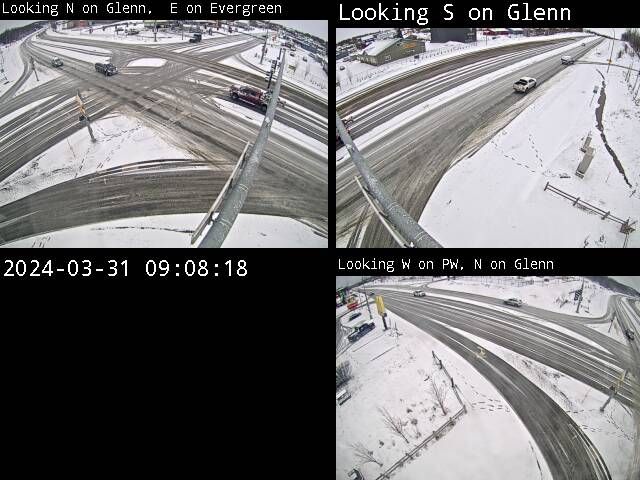 Looking N on Glenn,  E on Evergreen
Looking S on Glenn
2024-03-31 09:08:18
Looking W on PW, N on Glenn